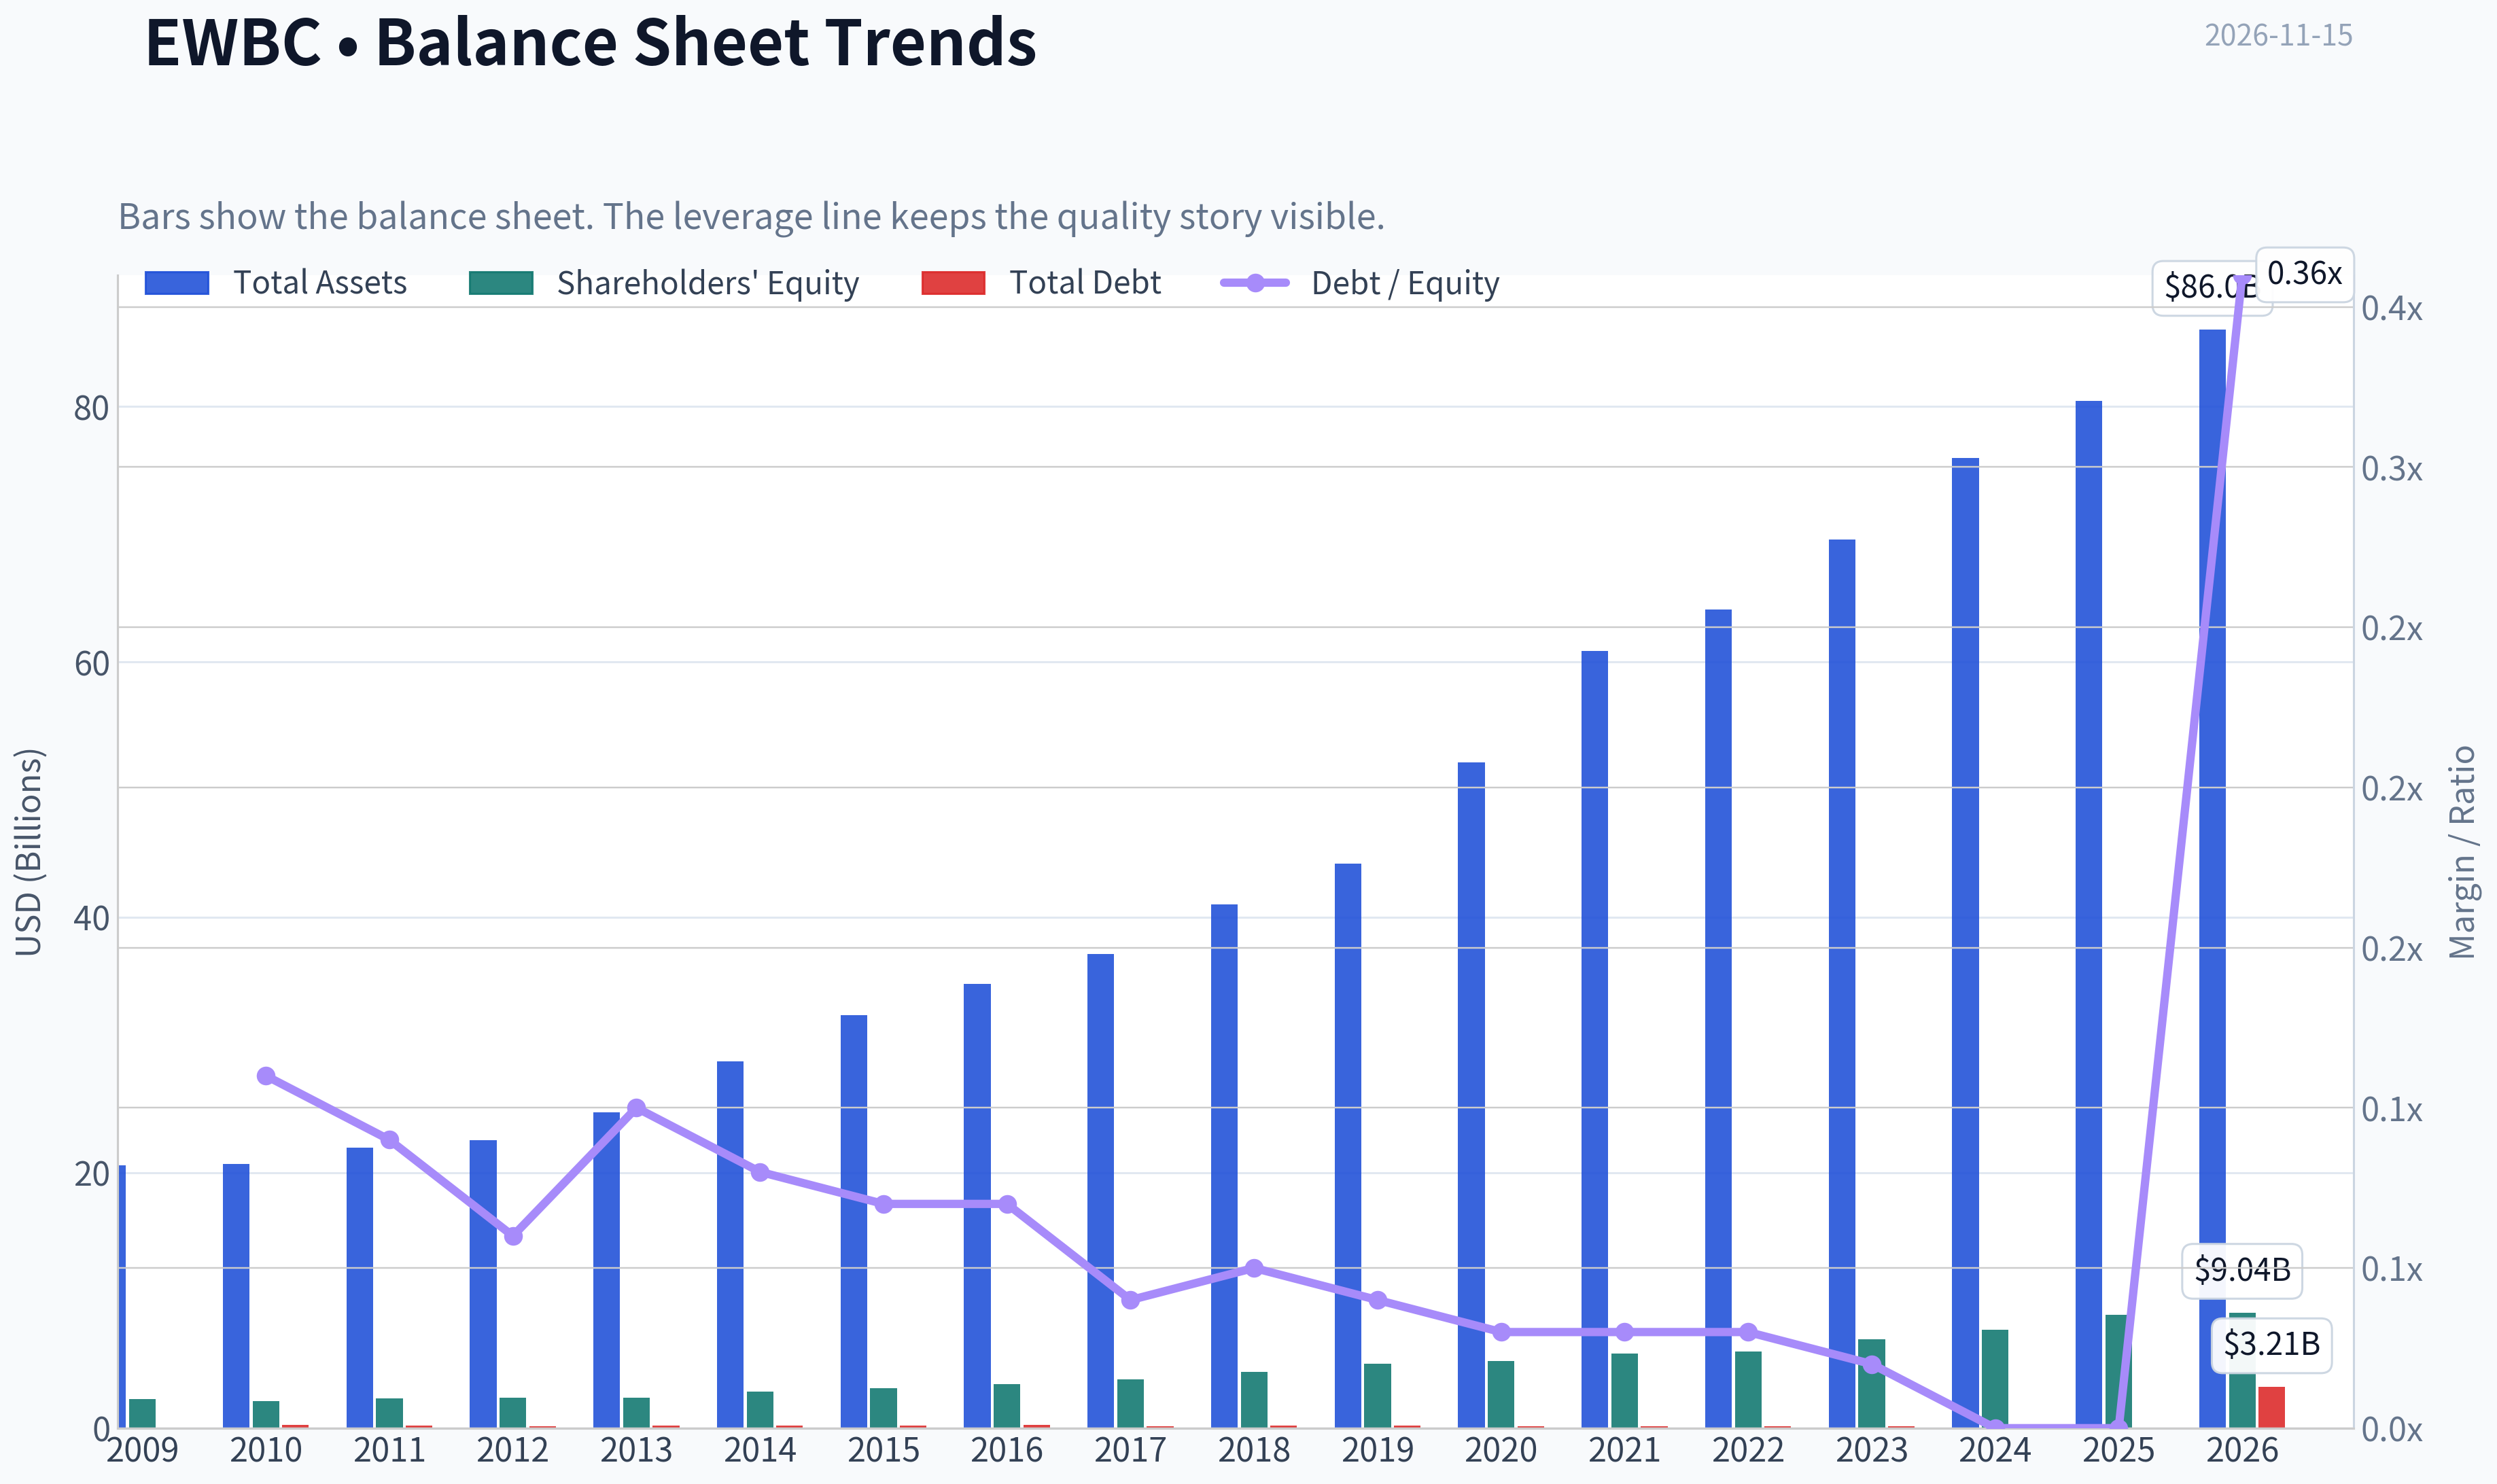 EWBC • Balance Sheet Trends
2026-11-15
Bars show the balance sheet. The leverage line keeps the quality story visible.
Total Assets
Shareholders' Equity
Total Debt
Debt / Equity
$86.0B
0.36x
$9.04B
$3.21B
USD (Billions)
80
60
40
20
0
0.4x
0.3x
0.2x
0.2x
0.2x
0.1x
0.1x
0.0x
Margin / Ratio
2009 2010 2011 2012 2013 2014 2015 2016 2017 2018 2019 2020 2021 2022 2023 2024 2025 2026